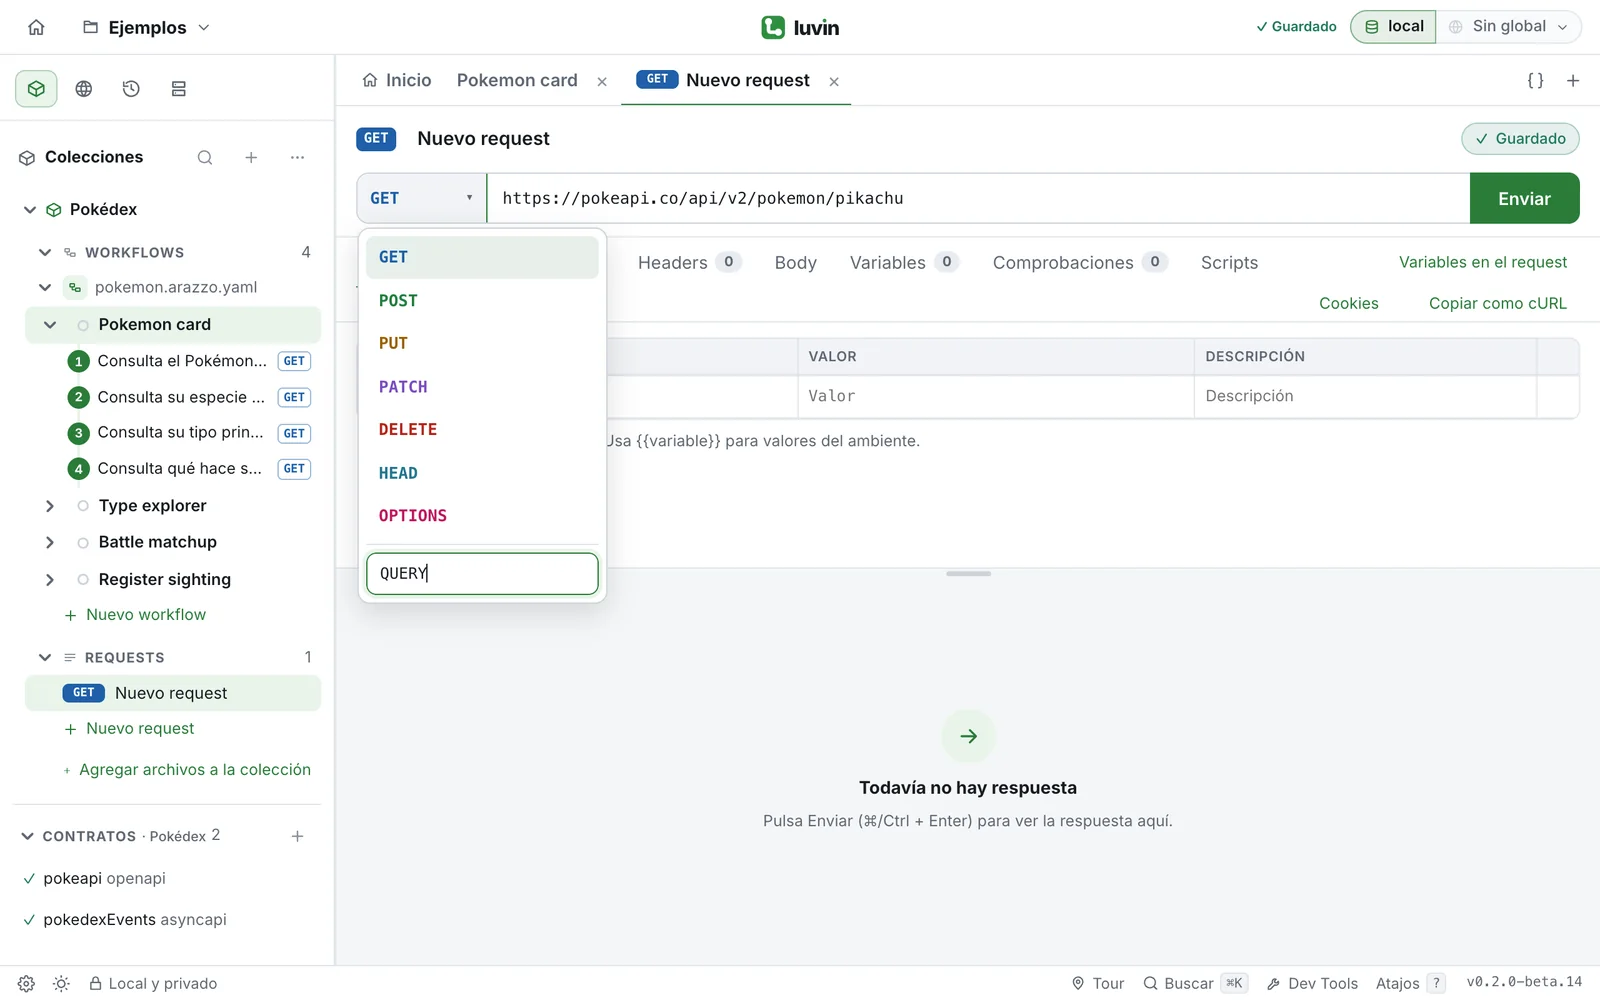 Ejemplos
luvin
Guardado
local
Sin global
Inicio
Pokemon card
GET Nuevo request
{ }
Colecciones
Pokédex
WORKFLOWS 4
pokemon.arazzo.yaml
Pokemon card
1 Consulta el Pokémon... GET
2 Consulta su especie ... GET
3 Consulta su tipo prin... GET
4 Consulta qué hace s... GET
Type explorer
Battle matchup
Register sighting
+ Nuevo workflow
REQUESTS 1
GET Nuevo request
+ Nuevo request
+ Agregar archivos a la colección
CONTRATOS · Pokédex 2
pokeapi openapi
pokedexEvents asyncapi
GET Nuevo request
Guardado
GET
https://pokeapi.co/api/v2/pokemon/pikachu
Enviar
Headers 0
Body
Variables 0
Comprobaciones 0
Scripts
Variables en el request
Cookies
Copiar como cURL
GET
POST
PUT
PATCH
DELETE
HEAD
OPTIONS
QUERY
VALOR
DESCRIPCIÓN
Valor
Descripción
Usa {{variable}} para valores del ambiente.
Todavía no hay respuesta
Pulsa Enviar (⌘/Ctrl + Enter) para ver la respuesta aquí.
Local y privado
Tour
Buscar ⌘K
Dev Tools
Atajos ?
v0.2.0-beta.14